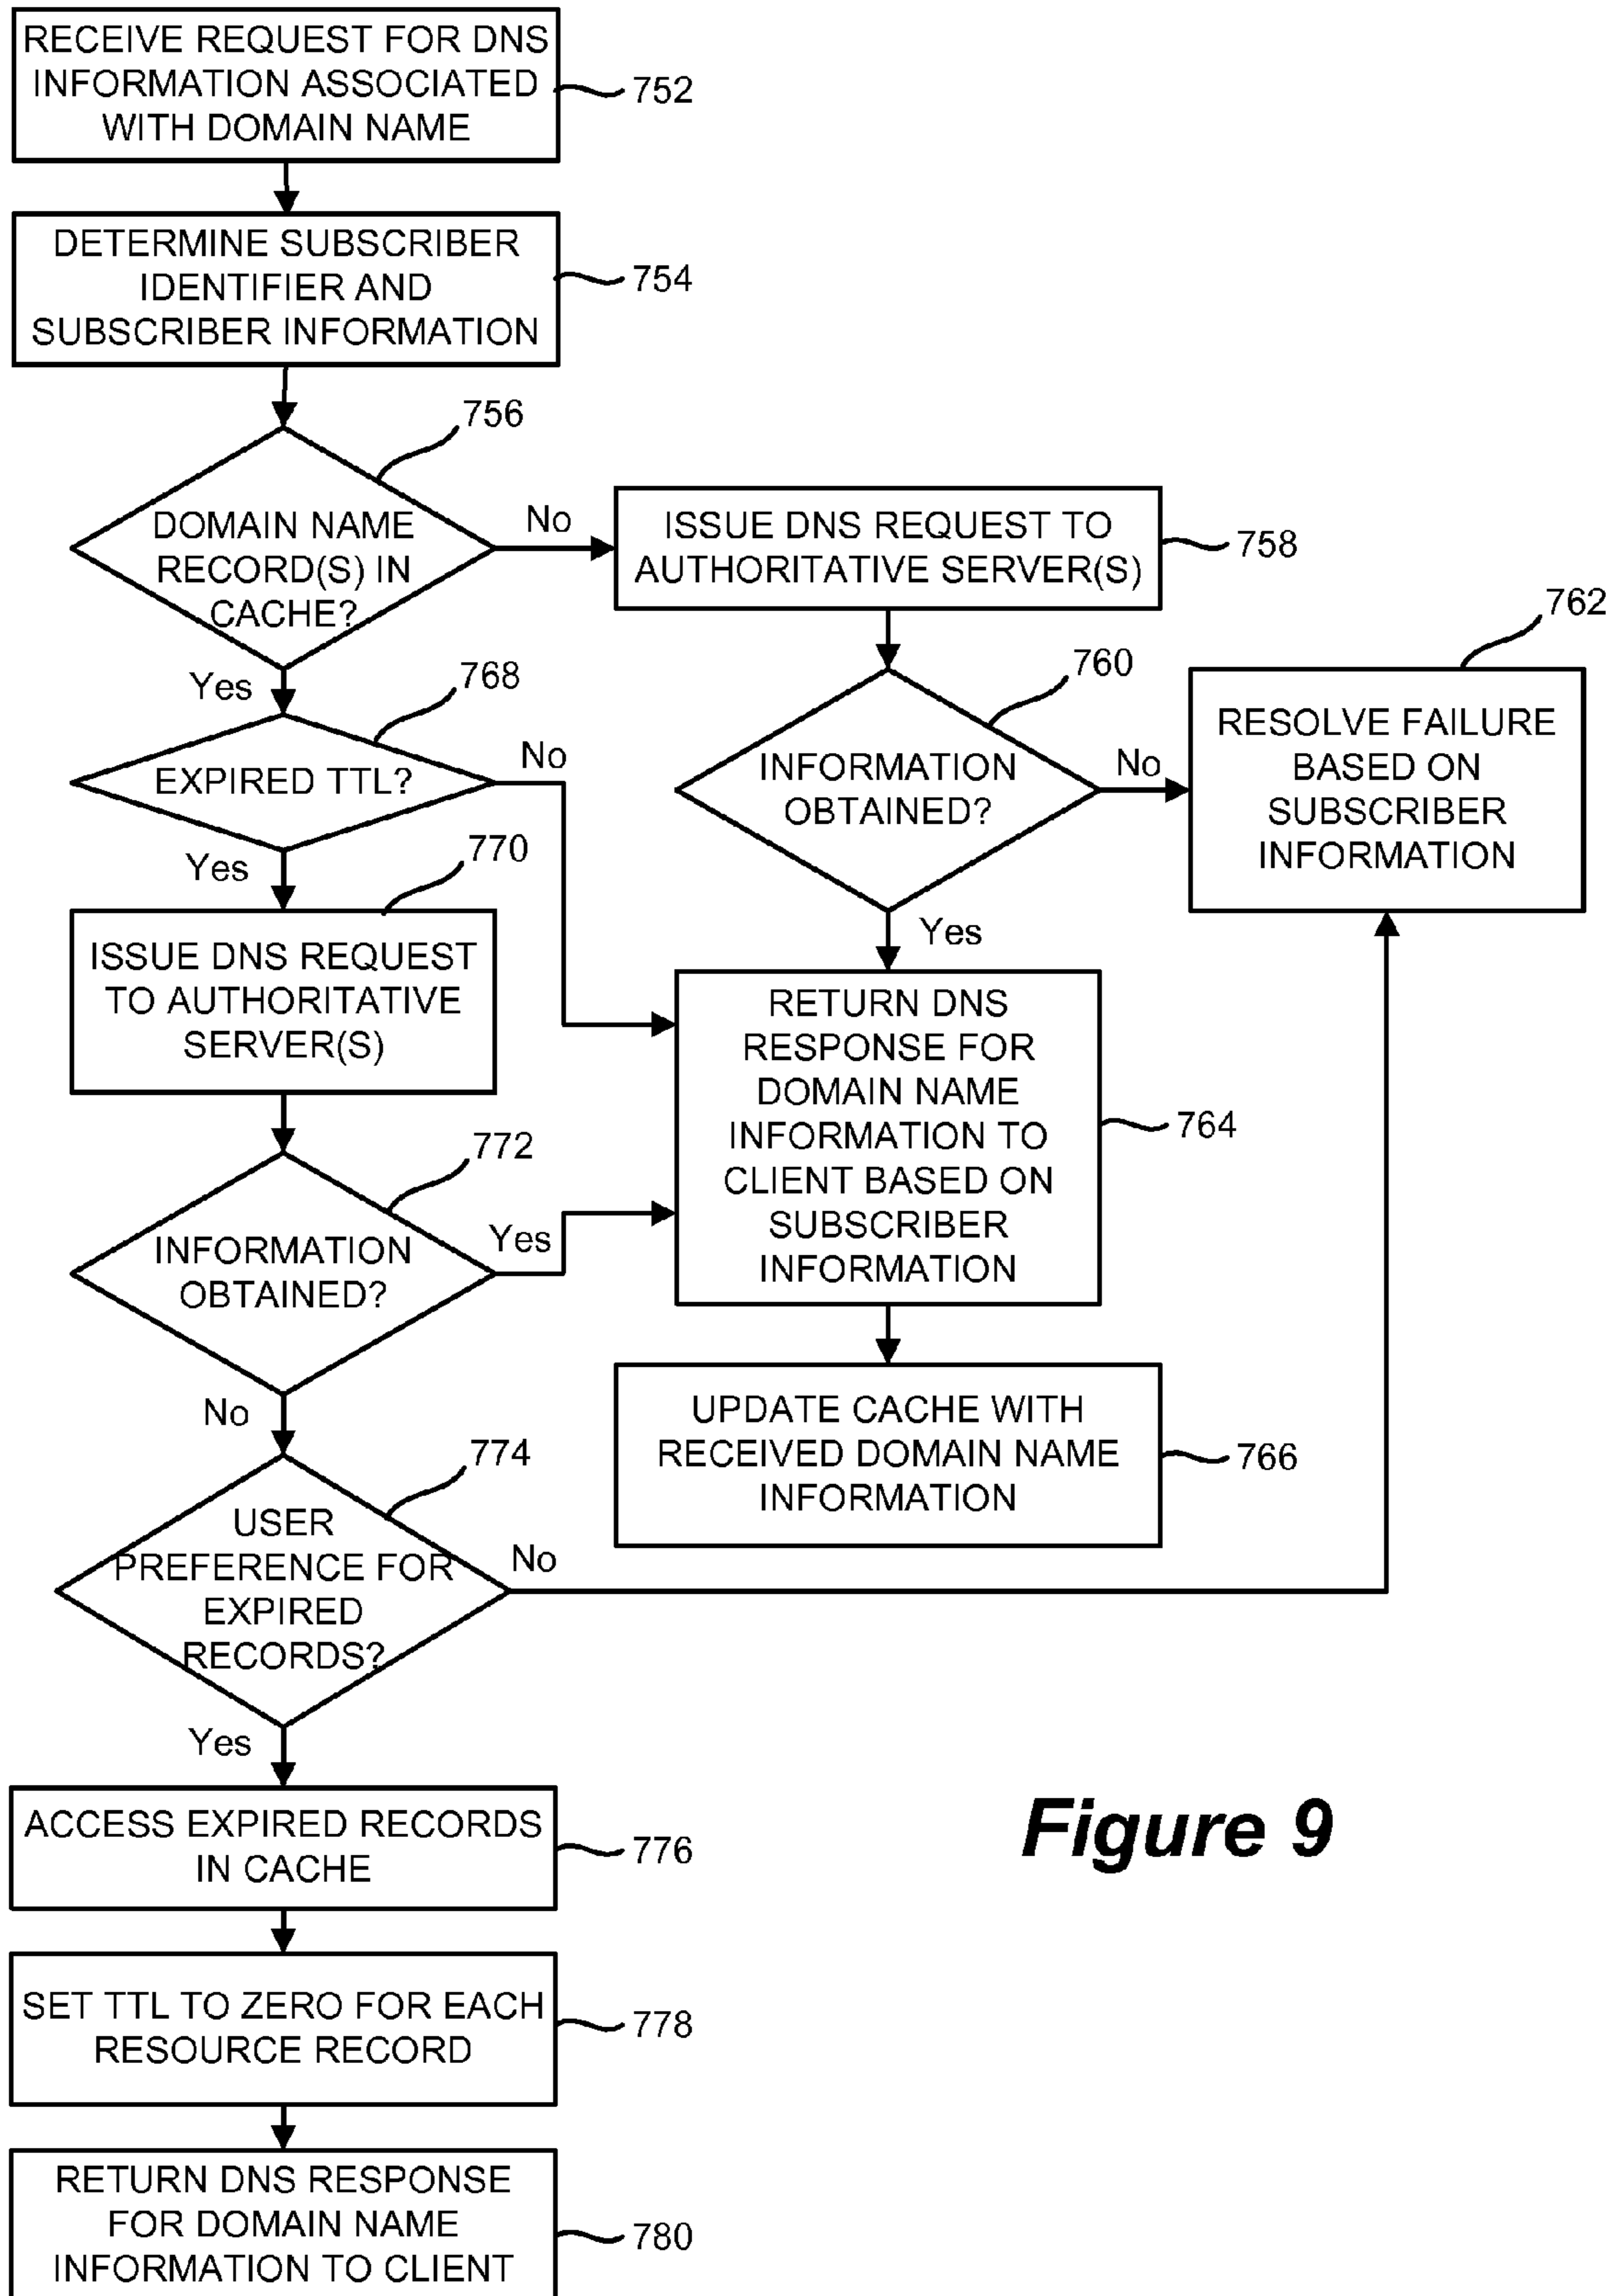 RECEIVE REQUEST FOR DNS
INFORMATION ASSOCIATED
WITH DOMAIN NAME
752
DETERMINE SUBSCRIBER
IDENTIFIER AND
SUBSCRIBER INFORMATION
754
756
DOMAIN NAME
RECORD(S) IN
CACHE?
No
ISSUE DNS REQUEST TO
AUTHORITATIVE SERVER(S)
758
762
Yes
768
EXPIRED TTL?
No
760
INFORMATION
OBTAINED?
No
RESOLVE FAILURE
BASED ON
SUBSCRIBER
INFORMATION
Yes
770
ISSUE DNS REQUEST
TO AUTHORITATIVE
SERVER(S)
Yes
RETURN DNS
RESPONSE FOR
DOMAIN NAME
INFORMATION TO
CLIENT BASED ON
SUBSCRIBER
INFORMATION
764
772
INFORMATION
OBTAINED?
Yes
No
UPDATE CACHE WITH
RECEIVED DOMAIN NAME
INFORMATION
766
774
USER
PREFERENCE FOR
EXPIRED
RECORDS?
No
Yes
ACCESS EXPIRED RECORDS
IN CACHE
776
Figure 9
SET TTL TO ZERO FOR EACH
RESOURCE RECORD
778
RETURN DNS RESPONSE
FOR DOMAIN NAME
INFORMATION TO CLIENT
780